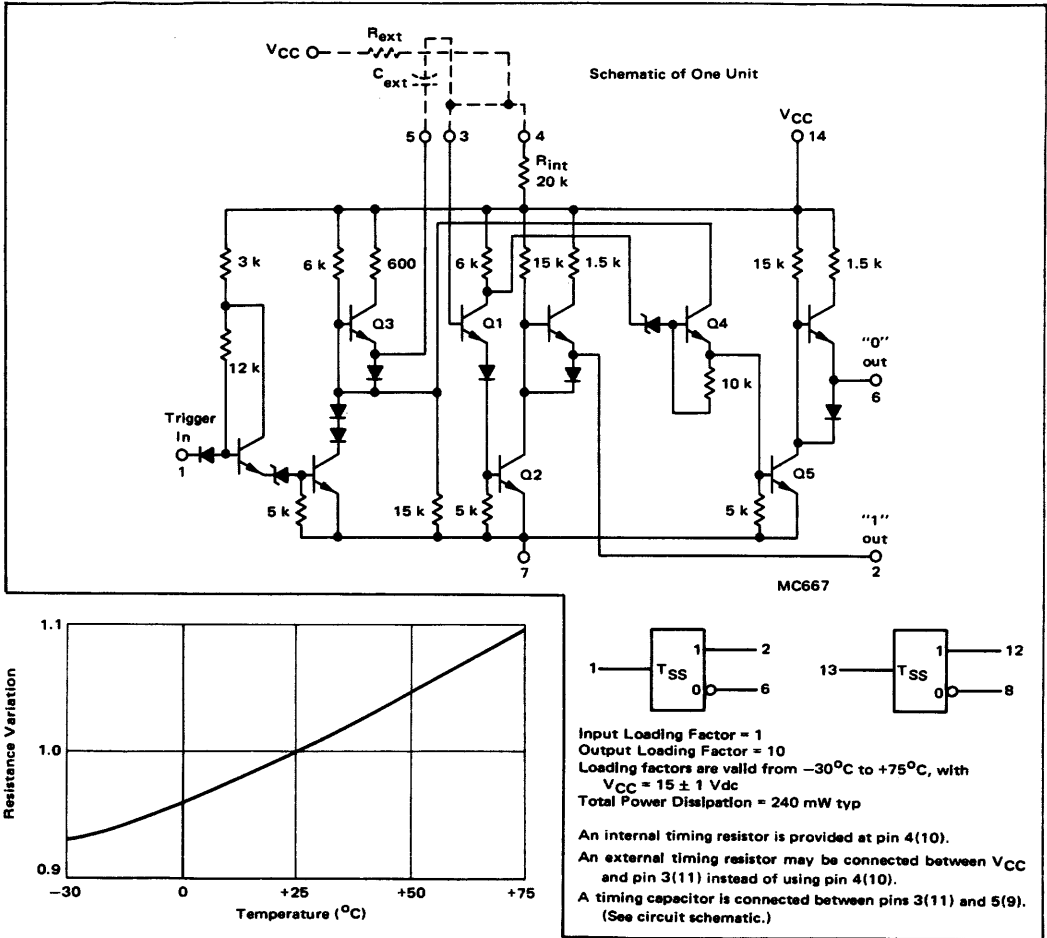 Schematic of One Unit
VCC
Rext
Cext
5
3
4
VCC
14
Rint
20 k
3 k
6 k
600
6 k
15 k
1.5 k
15 k
1.5 k
Q3
Q1
Q4
12 k
10 k
"0"
out
6
Trigger
In
1
Q2
Q5
5 k
15 k
5 k
5 k
"1"
out
2
7
MC667
1.1
1.0
0.9
Resistance Variation
−30
0
+25
+50
+75
Temperature (°C)
1
TSS
1
2
0
6
13
TSS
1
12
0
8
Input Loading Factor = 1
Output Loading Factor = 10
Loading factors are valid from −30°C to +75°C, with
VCC = 15 ± 1 Vdc
Total Power Dissipation = 240 mW typ
An internal timing resistor is provided at pin 4(10).
An external timing resistor may be connected between VCC
and pin 3(11) instead of using pin 4(10).
A timing capacitor is connected between pins 3(11) and 5(9).
(See circuit schematic.)